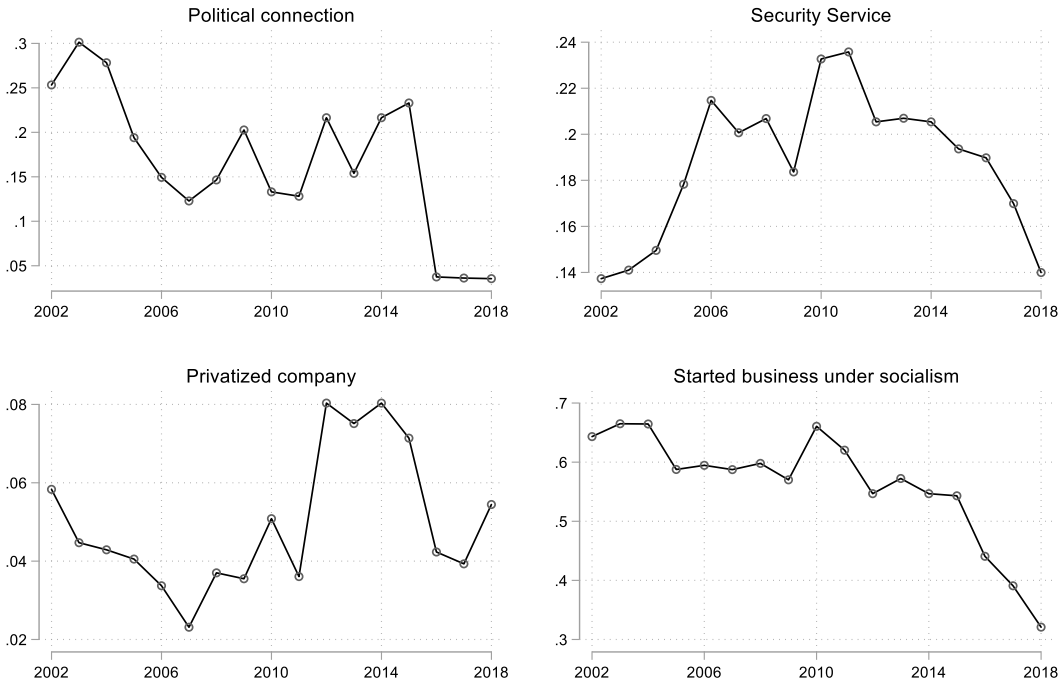 Political connection
.3
.25
.2
.15
.1
.05
2002 2006 2010 2014 2018
Security Service
.24
.22
.2
.18
.16
.14
2002 2006 2010 2014 2018
Privatized company
.08
.06
.04
.02
2002 2006 2010 2014 2018
Started business under socialism
.7
.6
.5
.4
.3
2002 2006 2010 2014 2018